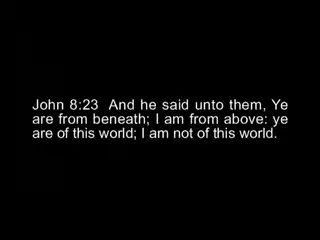 John 8:23 And he said unto them, Ye
are from beneath; I am from above: ye
are of this world; I am not of this world.